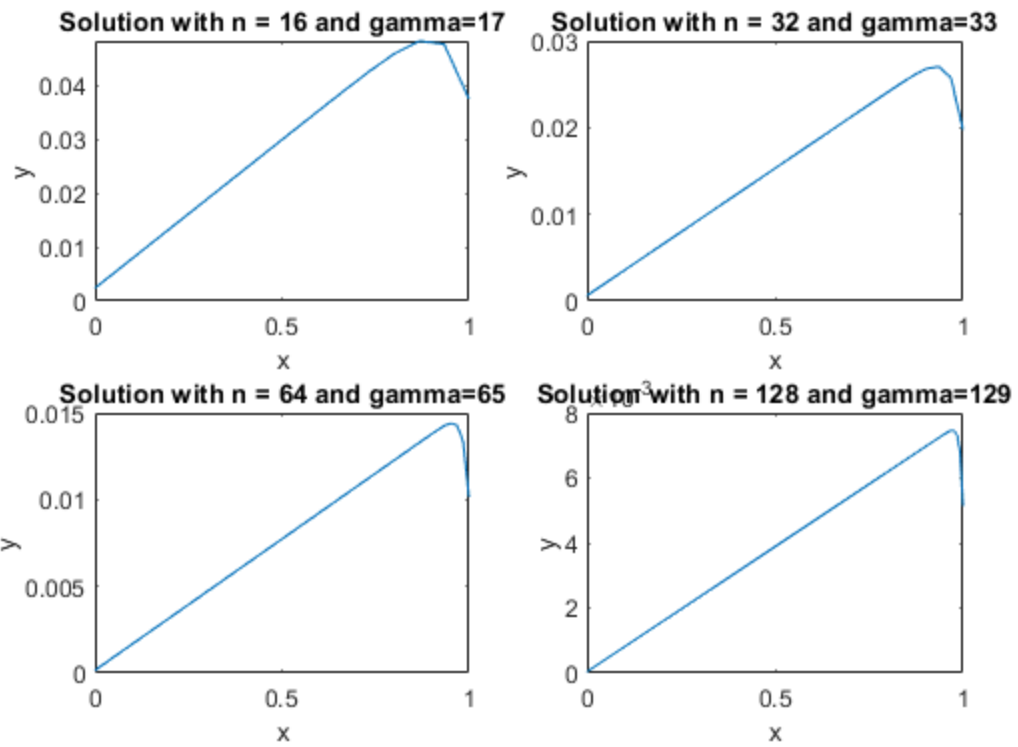 Solution with n = 16 and gamma=17
0.04
0.03
0.02
0.01
0
y
0
0.5
1
x
Solution with n = 32 and gamma=33
0.03
0.02
0.01
0
y
0
0.5
1
x
Solution with n = 64 and gamma=65
0.015
0.01
0.005
0
y
0
0.5
1
x
Solution with n = 128 and gamma=129
× 10-3
8
6
4
2
0
y
0
0.5
1
x